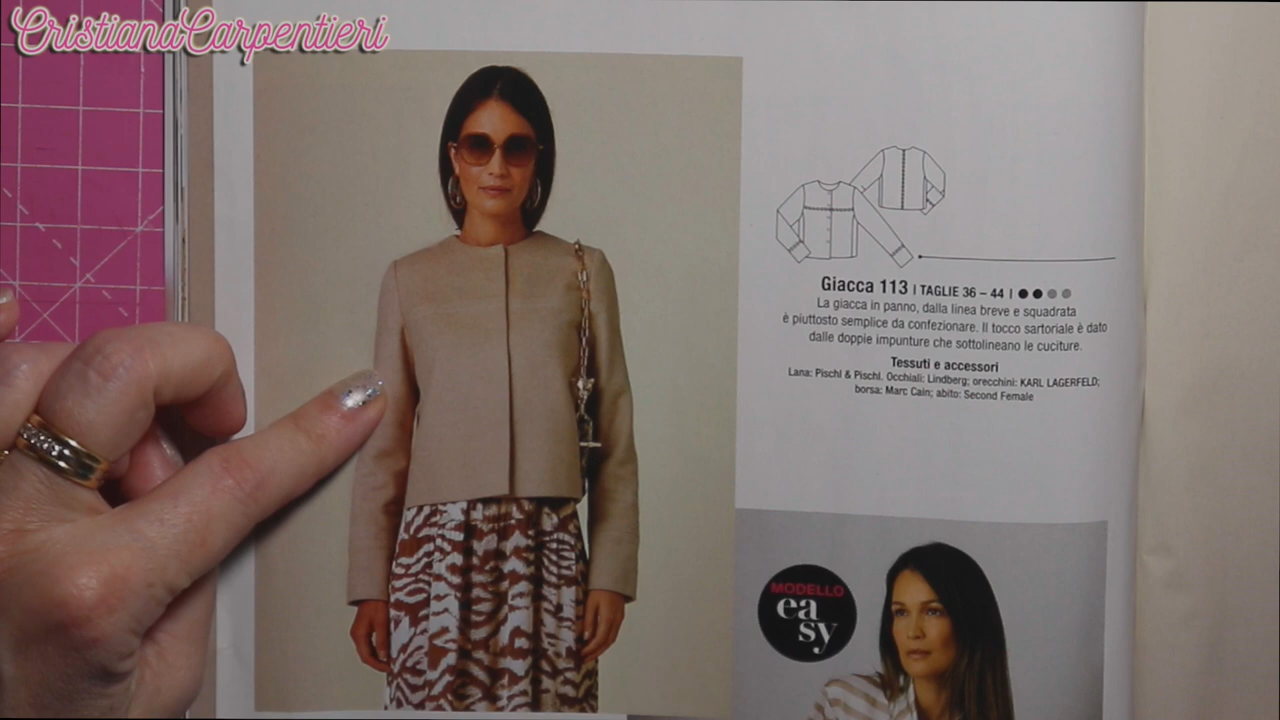 CristianaCarpentieri
Giacca 113 | TAGLIE 36 – 44 |
La giacca in panno, dalla linea breve e squadrata
è piuttosto semplice da confezionare. Il tocco sartoriale è dato
dalle doppie impunture che sottolineano le cuciture.
Tessuti e accessori
Lana: Pischl & Pischl. Occhiali: Lindberg; orecchini: KARL LAGERFELD;
borsa: Marc Cain; abito: Second Female
MODELLO
ea
sy